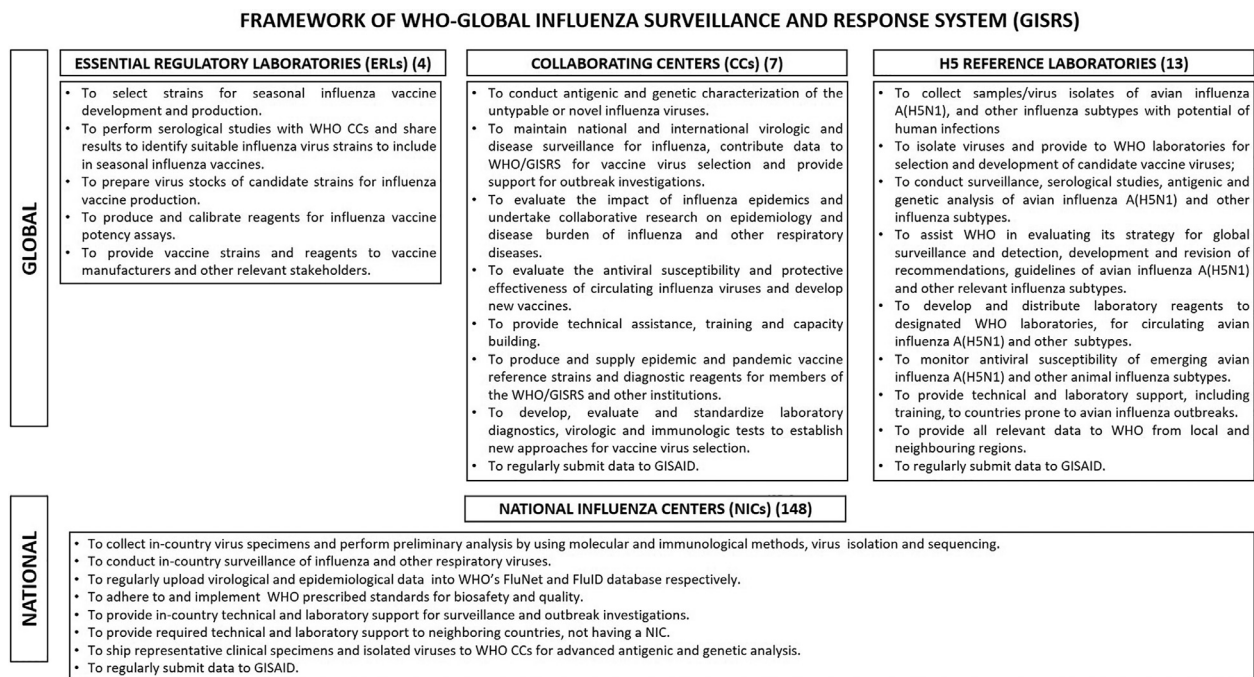 FRAMEWORK OF WHO-GLOBAL INFLUENZA SURVEILLANCE AND RESPONSE SYSTEM (GISRS)
GLOBAL
ESSENTIAL REGULATORY LABORATORIES (ERLs) (4)
• To select strains for seasonal influenza vaccine
development and production.
• To perform serological studies with WHO CCs and share
results to identify suitable influenza virus strains to include
in seasonal influenza vaccines.
• To prepare virus stocks of candidate strains for influenza
vaccine production.
• To produce and calibrate reagents for influenza vaccine
potency assays.
• To provide vaccine strains and reagents to vaccine
manufacturers and other relevant stakeholders.
COLLABORATING CENTERS (CCs) (7)
• To conduct antigenic and genetic characterization of the
untypable or novel influenza viruses.
• To maintain national and international virologic and
disease surveillance for influenza, contribute data to
WHO/GISRS for vaccine virus selection and provide
support for outbreak investigations.
• To evaluate the impact of influenza epidemics and
undertake collaborative research on epidemiology and
disease burden of influenza and other respiratory
diseases.
• To evaluate the antiviral susceptibility and protective
effectiveness of circulating influenza viruses and develop
new vaccines.
• To provide technical assistance, training and capacity
building.
• To produce and supply epidemic and pandemic vaccine
reference strains and diagnostic reagents for members of
the WHO/GISRS and other institutions.
• To develop, evaluate and standardize laboratory
diagnostics, virologic and immunologic tests to establish
new approaches for vaccine virus selection.
• To regularly submit data to GISAID.
H5 REFERENCE LABORATORIES (13)
• To collect samples/virus isolates of avian influenza
A(H5N1), and other influenza subtypes with potential of
human infections
• To isolate viruses and provide to WHO laboratories for
selection and development of candidate vaccine viruses;
• To conduct surveillance, serological studies, antigenic and
genetic analysis of avian influenza A(H5N1) and other
influenza subtypes.
• To assist WHO in evaluating its strategy for global
surveillance and detection, development and revision of
recommendations, guidelines of avian influenza A(H5N1)
and other relevant influenza subtypes.
• To develop and distribute laboratory reagents to
designated WHO laboratories, for circulating avian
influenza A(H5N1) and other subtypes.
• To monitor antiviral susceptibility of emerging avian
influenza A(H5N1) and other animal influenza subtypes.
• To provide technical and laboratory support, including
training, to countries prone to avian influenza outbreaks.
• To provide all relevant data to WHO from local and
neighbouring regions.
• To regularly submit data to GISAID.
NATIONAL
NATIONAL INFLUENZA CENTERS (NICs) (148)
• To collect in-country virus specimens and perform preliminary analysis by using molecular and immunological methods, virus isolation and sequencing.
• To conduct in-country surveillance of influenza and other respiratory viruses.
• To regularly upload virological and epidemiological data into WHO's FluNet and FluID database respectively.
• To adhere to and implement WHO prescribed standards for biosafety and quality.
• To provide in-country technical and laboratory support for surveillance and outbreak investigations.
• To provide required technical and laboratory support to neighboring countries, not having a NIC.
• To ship representative clinical specimens and isolated viruses to WHO CCs for advanced antigenic and genetic analysis.
• To regularly submit data to GISAID.